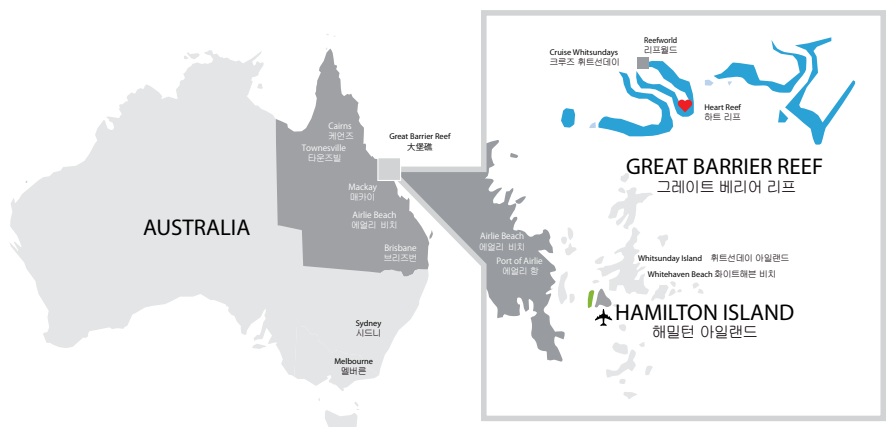 AUSTRALIA
Cairns
케언즈
Townesville
타운즈빌
Great Barrier Reef
大堡礁
Mackay
매카이
Airlie Beach
에얼리 비치
Brisbane
브리즈번
Sydney
시드니
Melbourne
멜버른
Reefworld
리프월드
Cruise Whitsundays
크루즈 휘트선데이
Heart Reef
하트 리프
GREAT BARRIER REEF
그레이트 베리어 리프
Airlie Beach
에얼리 비치
Port of Airlie
에얼리 항
Whitsunday Island 휘트선데이 아일랜드
Whitehaven Beach 화이트해븐 비치
HAMILTON ISLAND
해밀턴 아일랜드